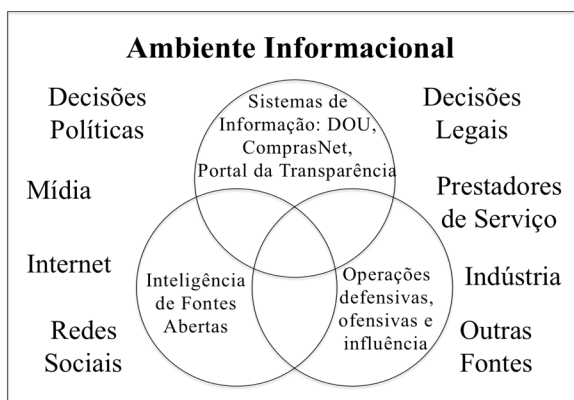 Ambiente Informacional
Decisões
Políticas
Mídia
Internet
Redes
Sociais
Sistemas de
Informação: DOU,
ComprasNet,
Portal da Transparência
Inteligência
de Fontes
Abertas
Operações
defensivas,
ofensivas e
influência
Decisões
Legais
Prestadores
de Serviço
Indústria
Outras
Fontes